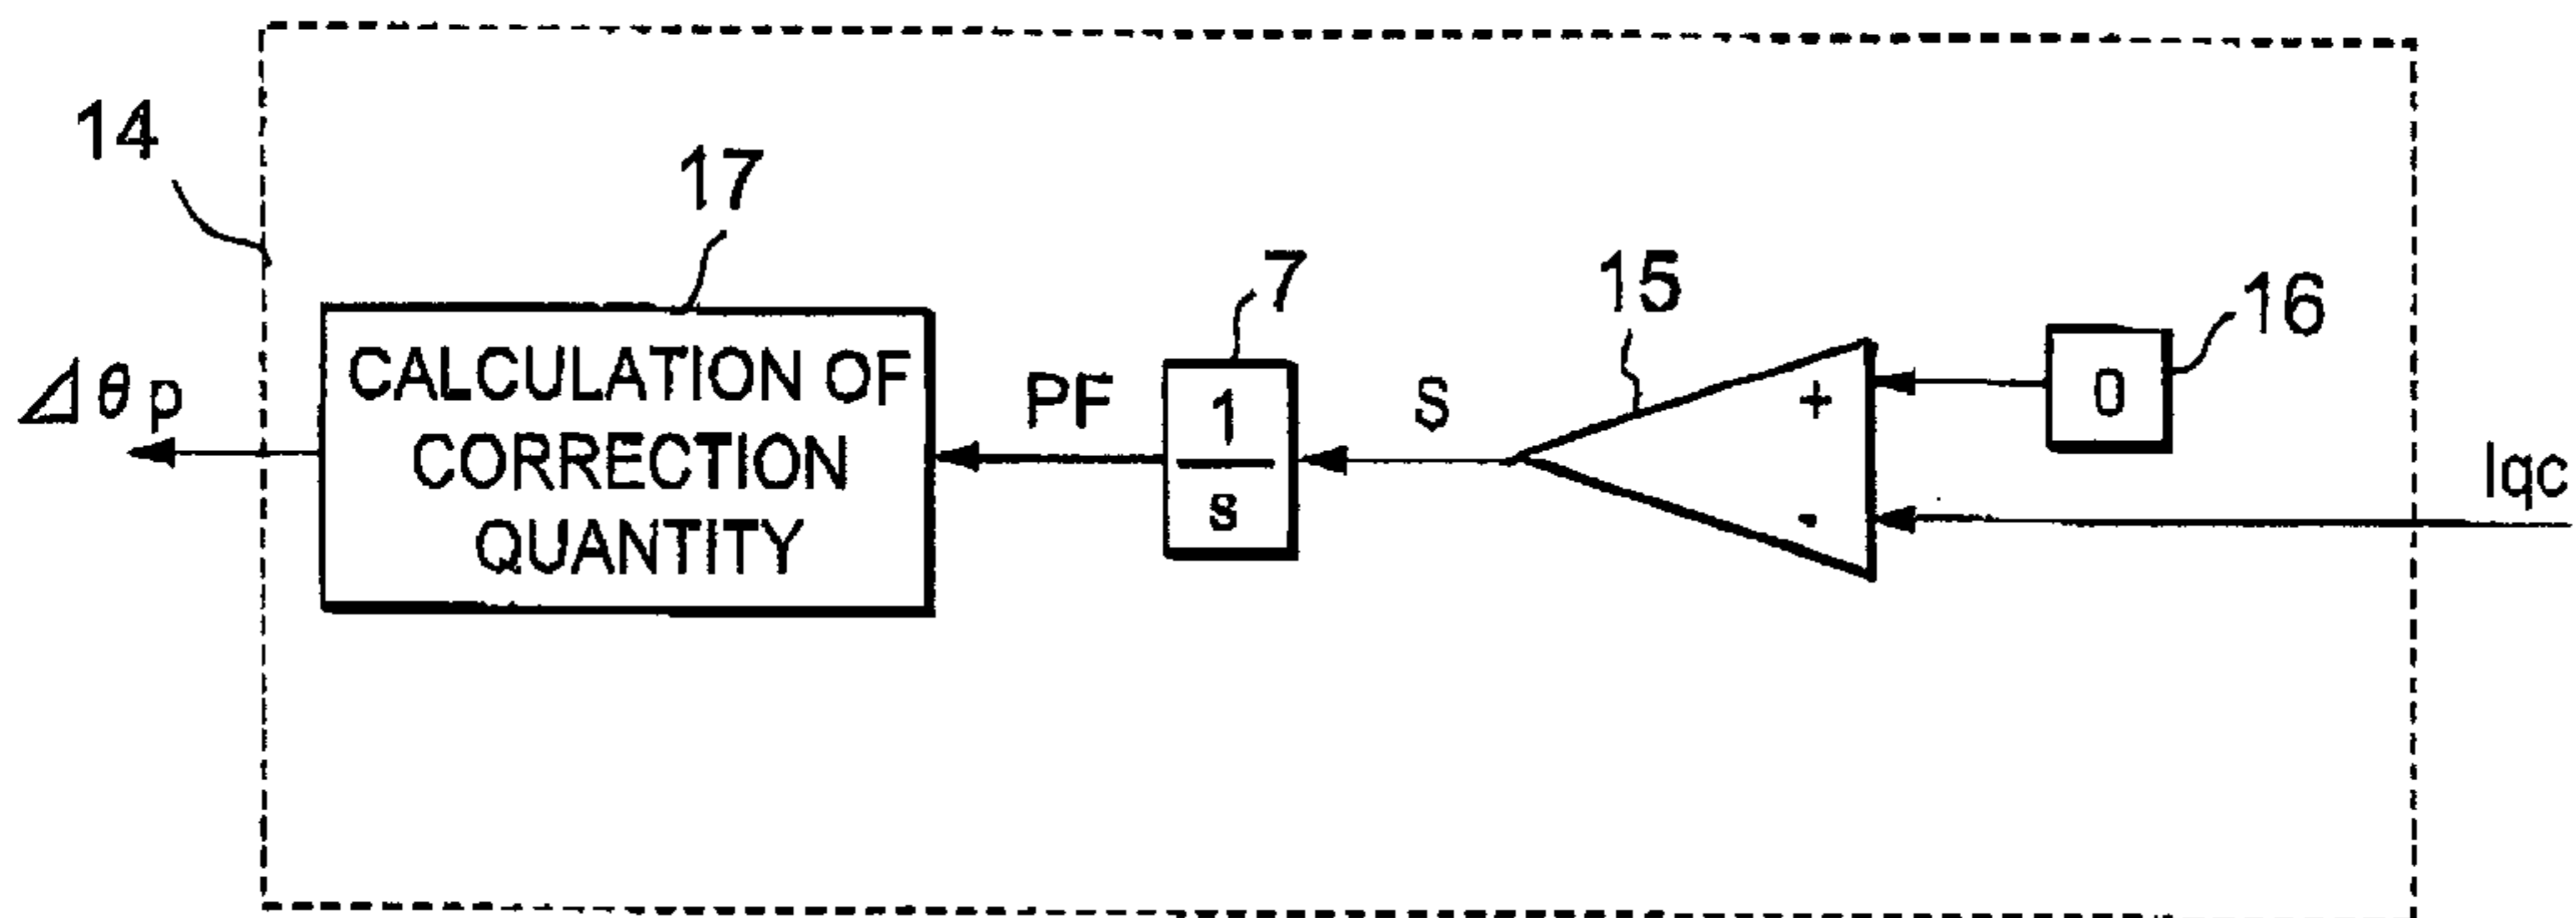 14
17
7
15
16
CALCULATION OF
CORRECTION
QUANTITY
Δθp
PF
1
s
S
+
-
0
Iqc